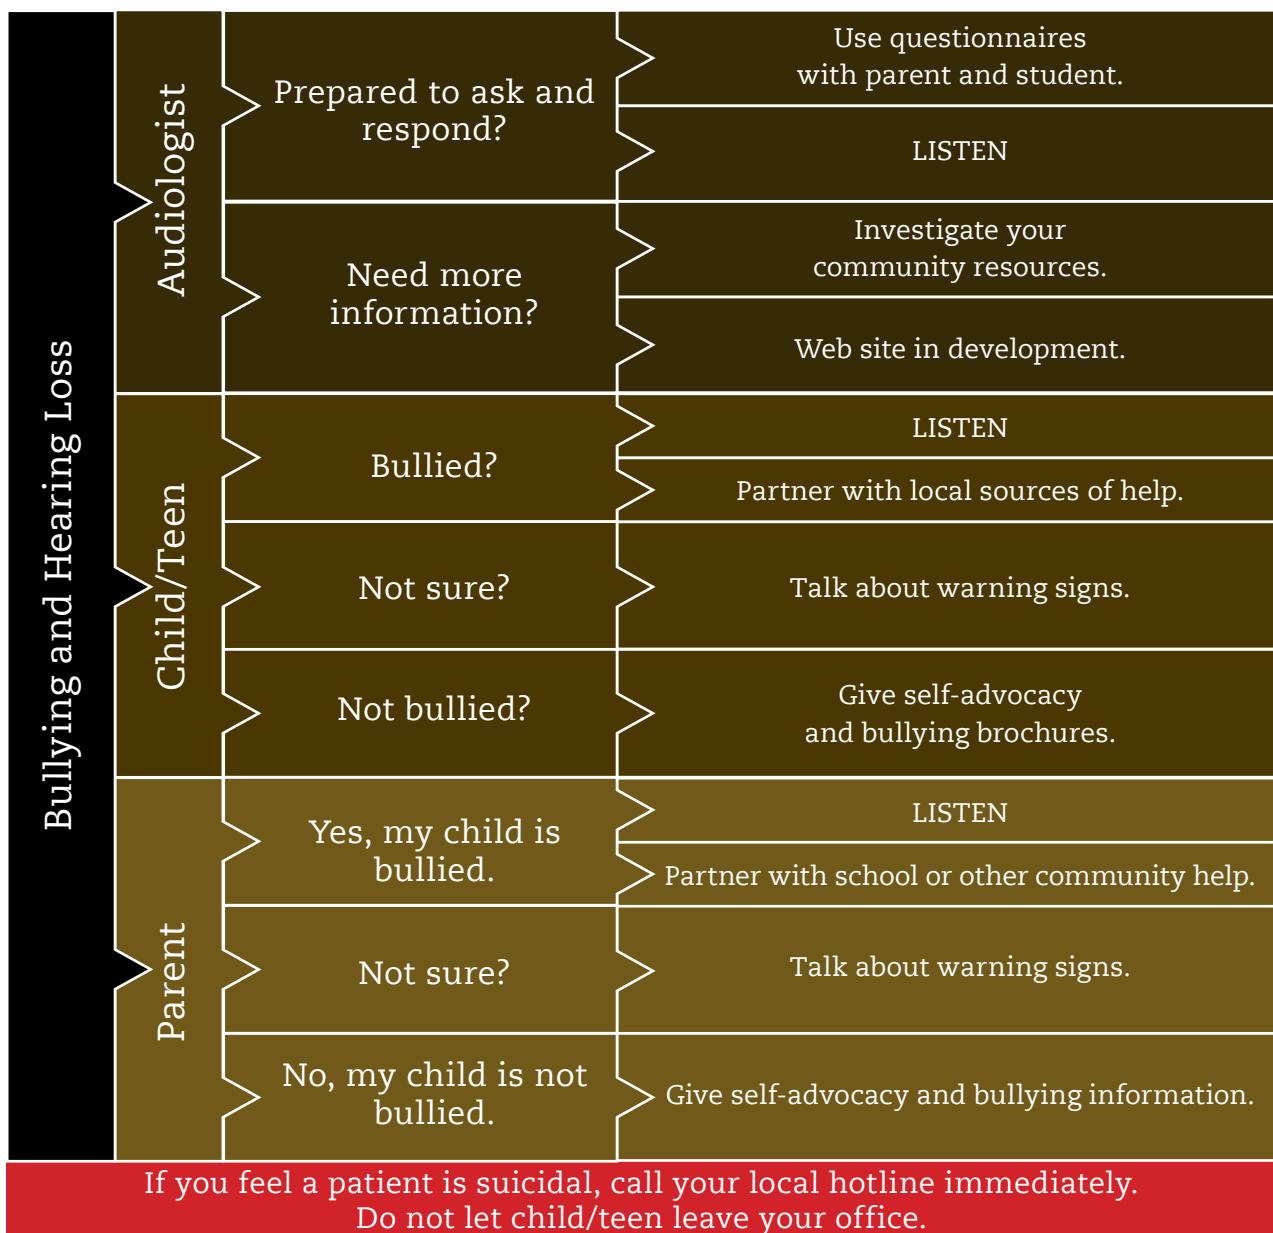 Bullying and Hearing Loss
Audiologist
Prepared to ask and
respond?
Use questionnaires
with parent and student.
LISTEN
Need more
information?
Investigate your
community resources.
Web site in development.
Child/Teen
Bullied?
LISTEN
Partner with local sources of help.
Not sure?
Talk about warning signs.
Not bullied?
Give self-advocacy
and bullying brochures.
Parent
Yes, my child is
bullied.
LISTEN
Partner with school or other community help.
Not sure?
Talk about warning signs.
No, my child is not
bullied.
Give self-advocacy and bullying information.
If you feel a patient is suicidal, call your local hotline immediately.
Do not let child/teen leave your office.